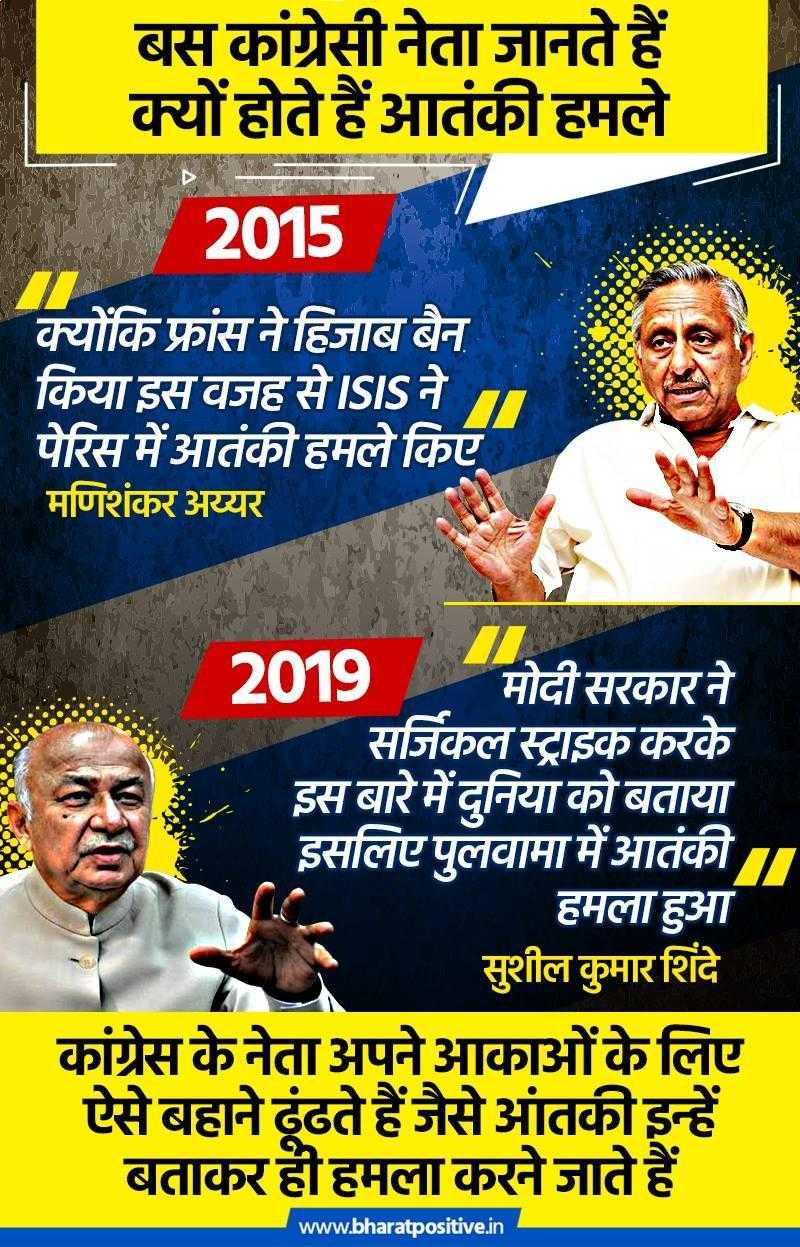 बस कांग्रेसी नेता जानते हैं
क्यों होते हैं आतंकी हमले
2015
"क्योंकि फ्रांस ने हिजाब बैन
किया इस वजह से ISIS ने
पेरिस में आतंकी हमले किए"
मणिशंकर अय्यर
2019
"मोदी सरकार ने
सर्जिकल स्ट्राइक करके
इस बारे में दुनिया को बताया
इसलिए पुलवामा में आतंकी
हमला हुआ"
सुशील कुमार शिंदे
कांग्रेस के नेता अपने आकाओं के लिए
ऐसे बहाने ढूंढते हैं जैसे आंतकी इन्हें
बताकर ही हमला करने जाते हैं
www.bharatpositive.in